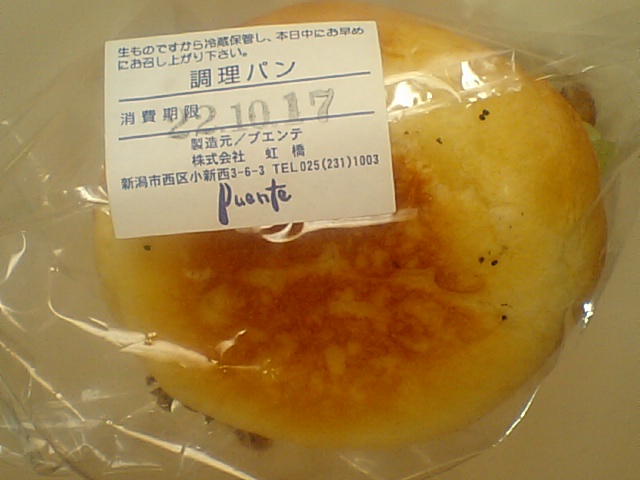 生ものですから冷蔵保管し、本日中にお早め
にお召し上がり下さい。
調理パン
消費期限 22.10.17
製造元／プエンテ
株式会社 虹橋
新潟市西区小新西3-6-3 TEL025(231)1003
Puente